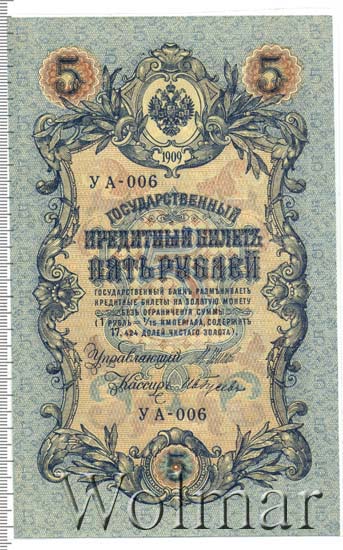 5 5
1909
УА-006
ГОСУДАРСТВЕННЫЙ
КРЕДИТНЫЙ БИЛЕТЪ
ПЯТЬ РУБЛЕЙ
ГОСУДАРСТВЕННЫЙ БАНКЪ РАЗМѢНИВАЕТЪ
КРЕДИТНЫЕ БИЛЕТЫ НА ЗОЛОТУЮ МОНЕТУ
БЕЗЪ ОГРАНИЧЕНІЯ СУММЫ
(1 РУБЛЬ = 1/15 ИМПЕРІАЛА, СОДЕРЖИТЪ
17,424 ДОЛЕЙ ЧИСТАГО ЗОЛОТА).
Управляющій
Кассиръ
УА-006
5
Wolmar